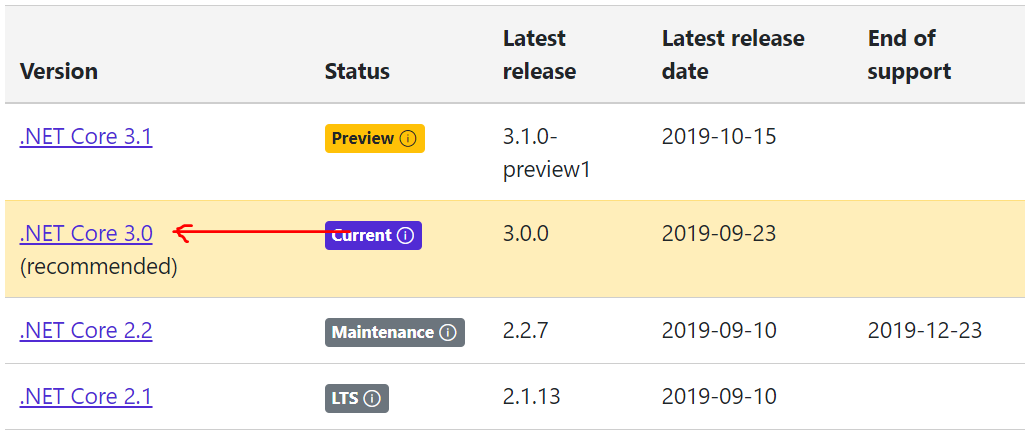 Version Status Latest release Latest release date End of support
.NET Core 3.1 Preview ⓘ 3.1.0-preview1 2019-10-15
.NET Core 3.0 (recommended) Current ⓘ 3.0.0 2019-09-23
.NET Core 2.2 Maintenance ⓘ 2.2.7 2019-09-10 2019-12-23
.NET Core 2.1 LTS ⓘ 2.1.13 2019-09-10